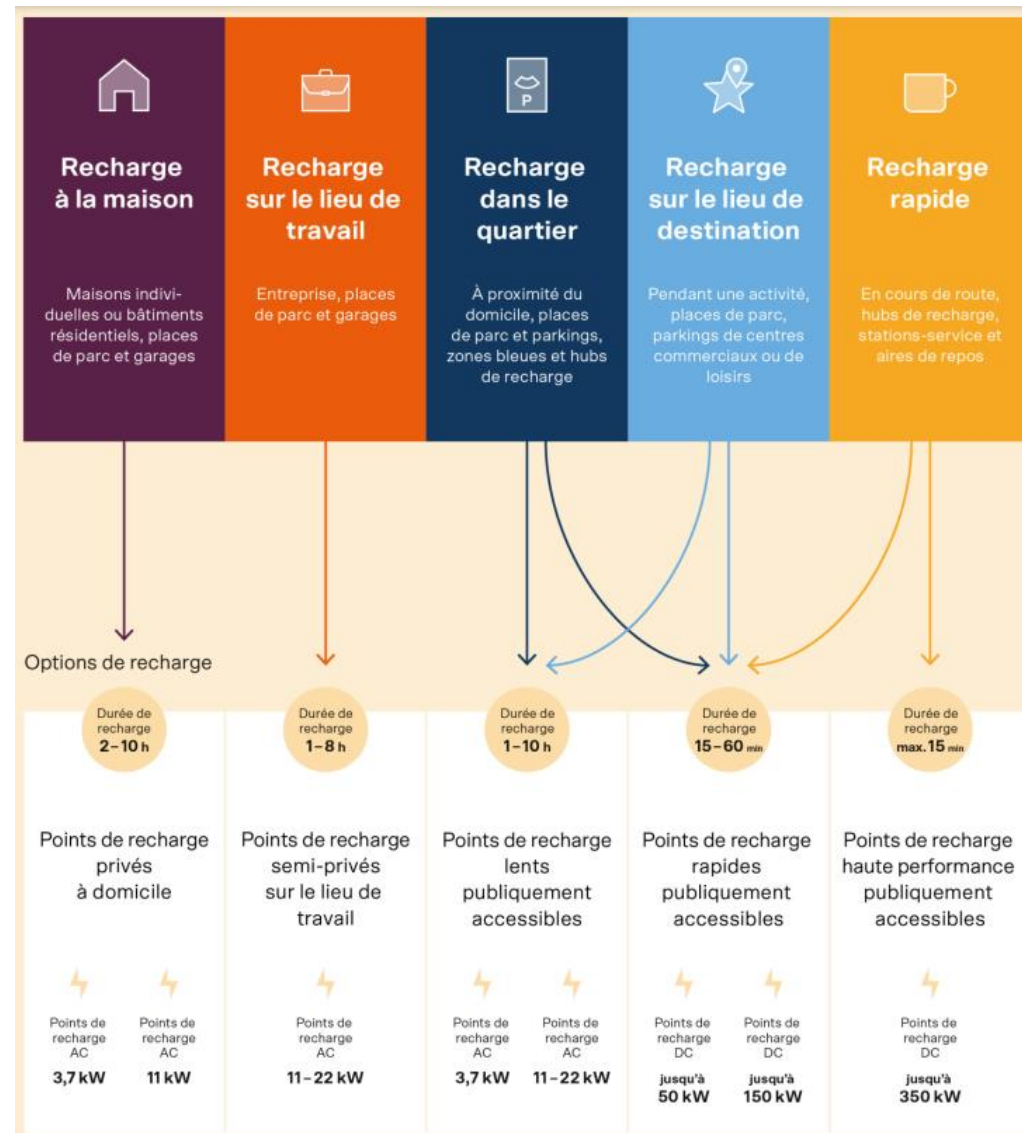 P
Recharge
à la maison
Maisons indivi-
duelles ou bâtiments
résidentiels, places
de parc et garages
Recharge
sur le lieu de
travail
Entreprise, places
de parc et garages
Recharge
dans le
quartier
À proximité du
domicile, places
de parc et parkings,
zones bleues et hubs
de recharge
Recharge
sur le lieu de
destination
Pendant une activité,
places de parc,
parkings de centres
commerciaux ou de
loisirs
Recharge
rapide
En cours de route,
hubs de recharge,
stations-service et
aires de repos
Options de recharge
Durée de
recharge
2–10 h
Points de recharge
privés
à domicile
Points de
recharge
AC
3,7 kW
Points de
recharge
AC
11 kW
Durée de
recharge
1–8 h
Points de recharge
semi-privés
sur le lieu de
travail
Points de
recharge
AC
11–22 kW
Durée de
recharge
1–10 h
Points de recharge
lents
publiquement
accessibles
Points de
recharge
AC
3,7 kW
Points de
recharge
AC
11–22 kW
Durée de
recharge
15–60 min
Points de recharge
rapides
publiquement
accessibles
Points de
recharge
DC
jusqu'à
50 kW
Points de
recharge
DC
jusqu'à
150 kW
Durée de
recharge
max. 15 min
Points de recharge
haute performance
publiquement
accessibles
Points de
recharge
DC
jusqu'à
350 kW